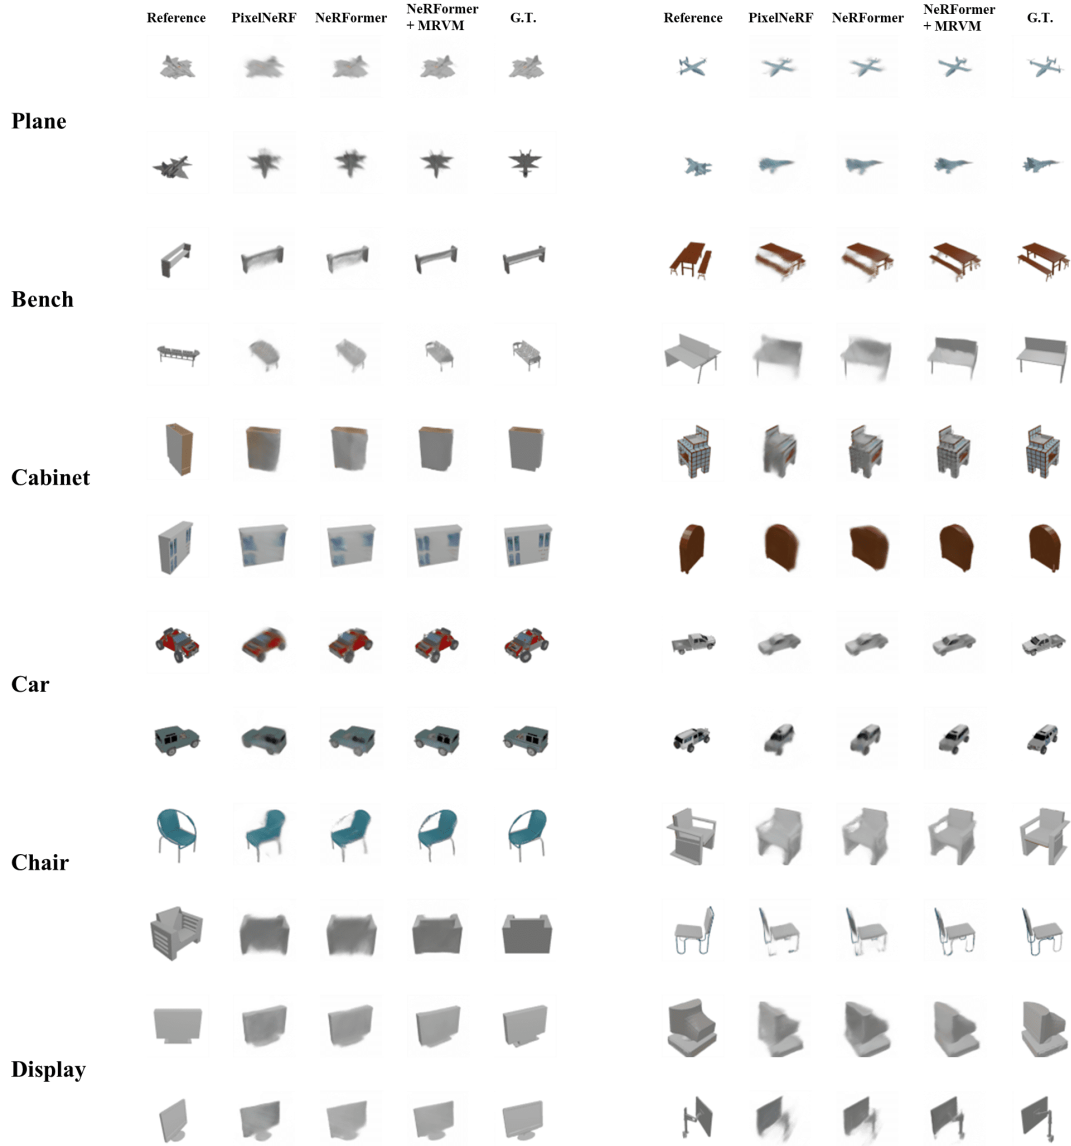 Reference PixelNeRF NeRFormer NeRFormer + MRVM G.T. Reference PixelNeRF NeRFormer NeRFormer + MRVM G.T.
Plane
Bench
Cabinet
Car
Chair
Display